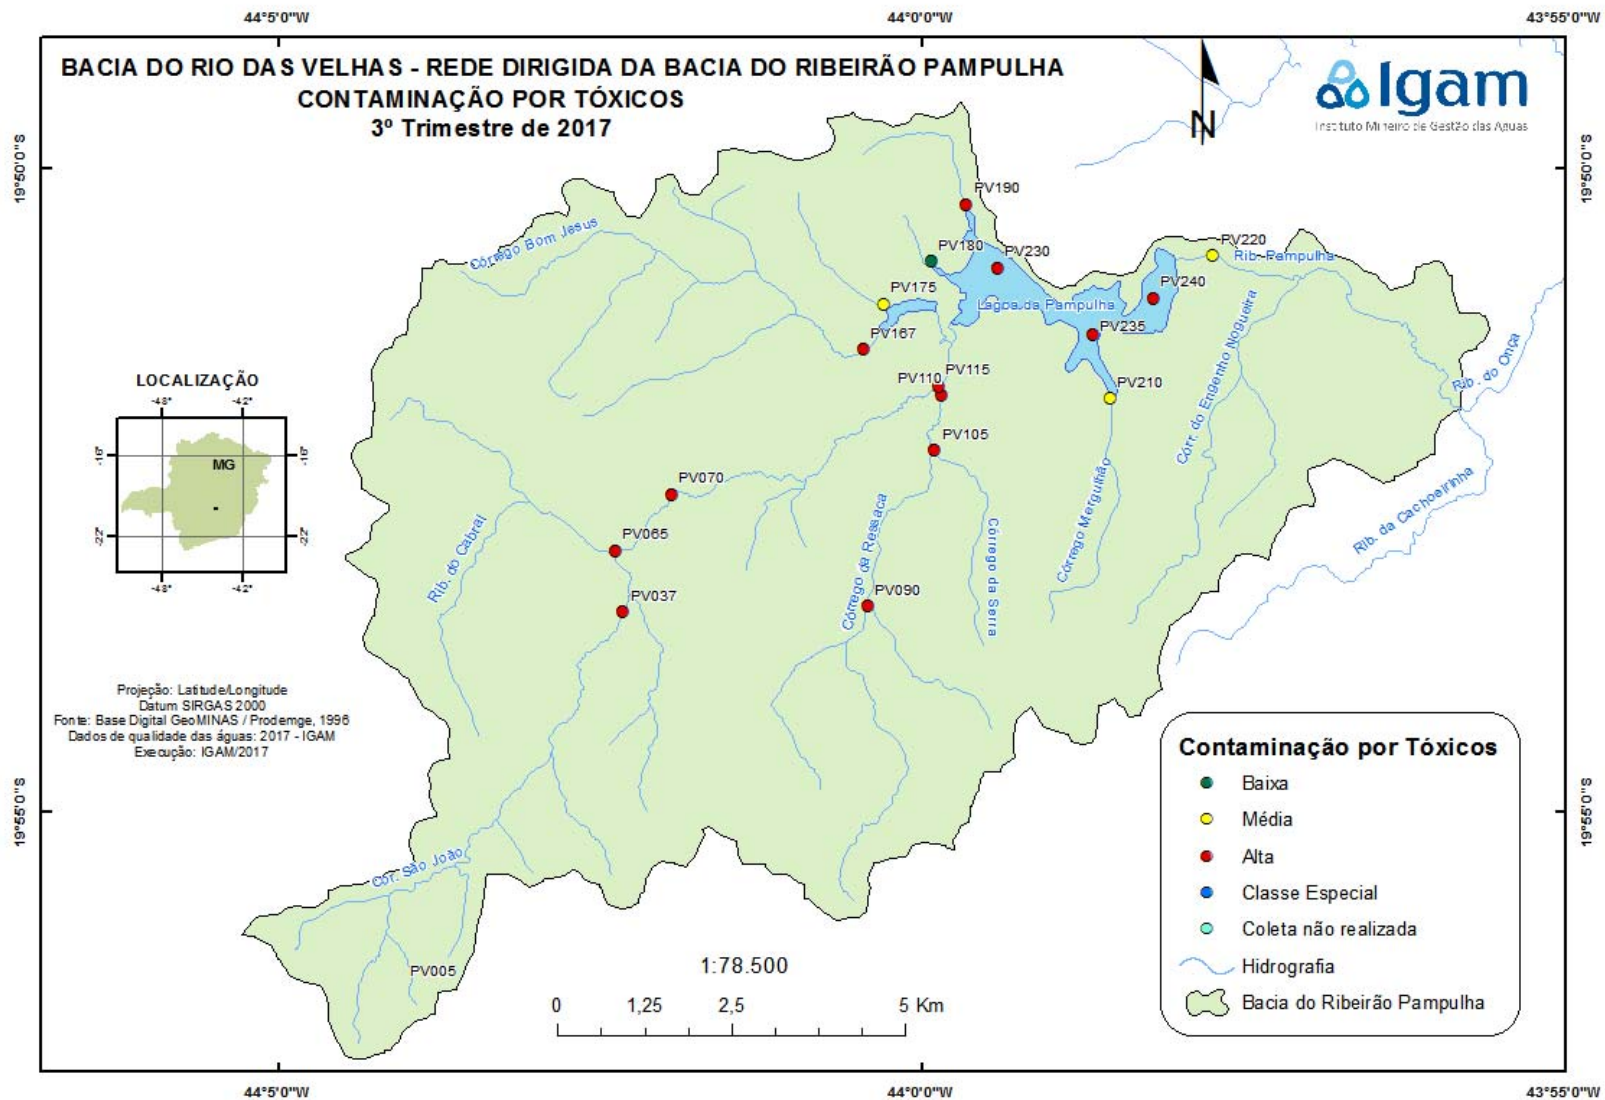 44°5'0"W
44°0'0"W
43°55'0"W
BACIA DO RIO DAS VELHAS - REDE DIRIGIDA DA BACIA DO RIBEIRÃO PAMPULHA
CONTAMINAÇÃO POR TÓXICOS
3º Trimestre de 2017
N
Igam
Instituto Mineiro de Gestão das Águas
19°50'0"S
19°50'0"S
PV190
Córrego Bom Jesus
PV180
PV230
PV220
Rib. Pampulha
PV175
PV240
Lagoa da Pampulha
PV235
PV167
PV115
PV110
PV210
Córr. do Engenho Nogueira
Rib. do Onça
LOCALIZAÇÃO
-48°
-42°
-18°
MG
-18°
-22°
-22°
-48°
-42°
PV105
PV070
PV065
Rib. do Cabral
Córrego da Ressaca
Córrego da Serra
Córrego Mergulhão
Rib. da Cachoeirinha
PV037
PV090
Projeção: Latitude/Longitude
Datum SIRGAS 2000
Fonte: Base Digital GeoMINAS / Prodemge, 1996
Dados de qualidade das águas: 2017 - IGAM
Execução: IGAM/2017
Contaminação por Tóxicos
Baixa
Média
Alta
Classe Especial
Coleta não realizada
Hidrografia
Bacia do Ribeirão Pampulha
19°55'0"S
19°55'0"S
Cór. São João
PV005
1:78.500
0 1,25 2,5 5 Km
44°5'0"W
44°0'0"W
43°55'0"W